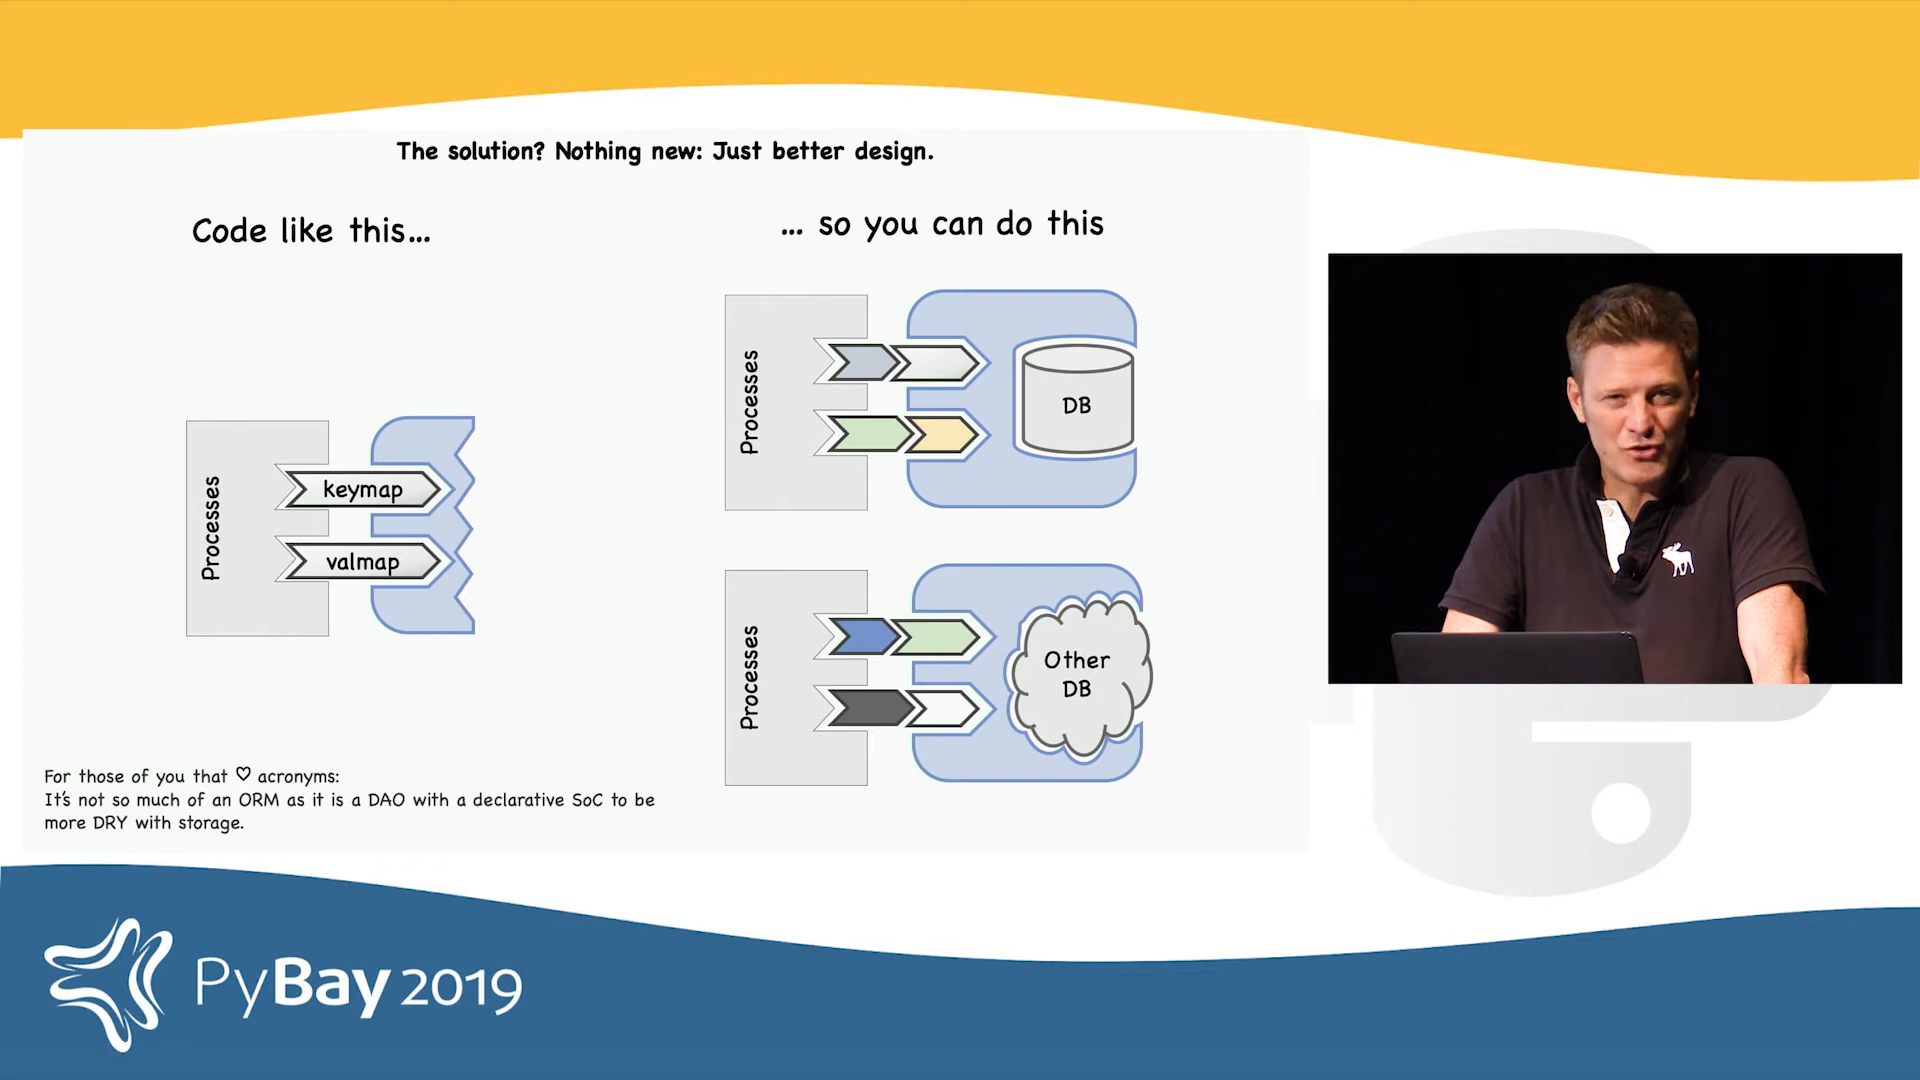 The solution? Nothing new: Just better design.
Code like this...
... so you can do this
Processes
keymap
valmap
Processes
DB
Processes
Other
DB
For those of you that ♡ acronyms:
It's not so much of an ORM as it is a DAO with a declarative SoC to be
more DRY with storage.
PyBay 2019